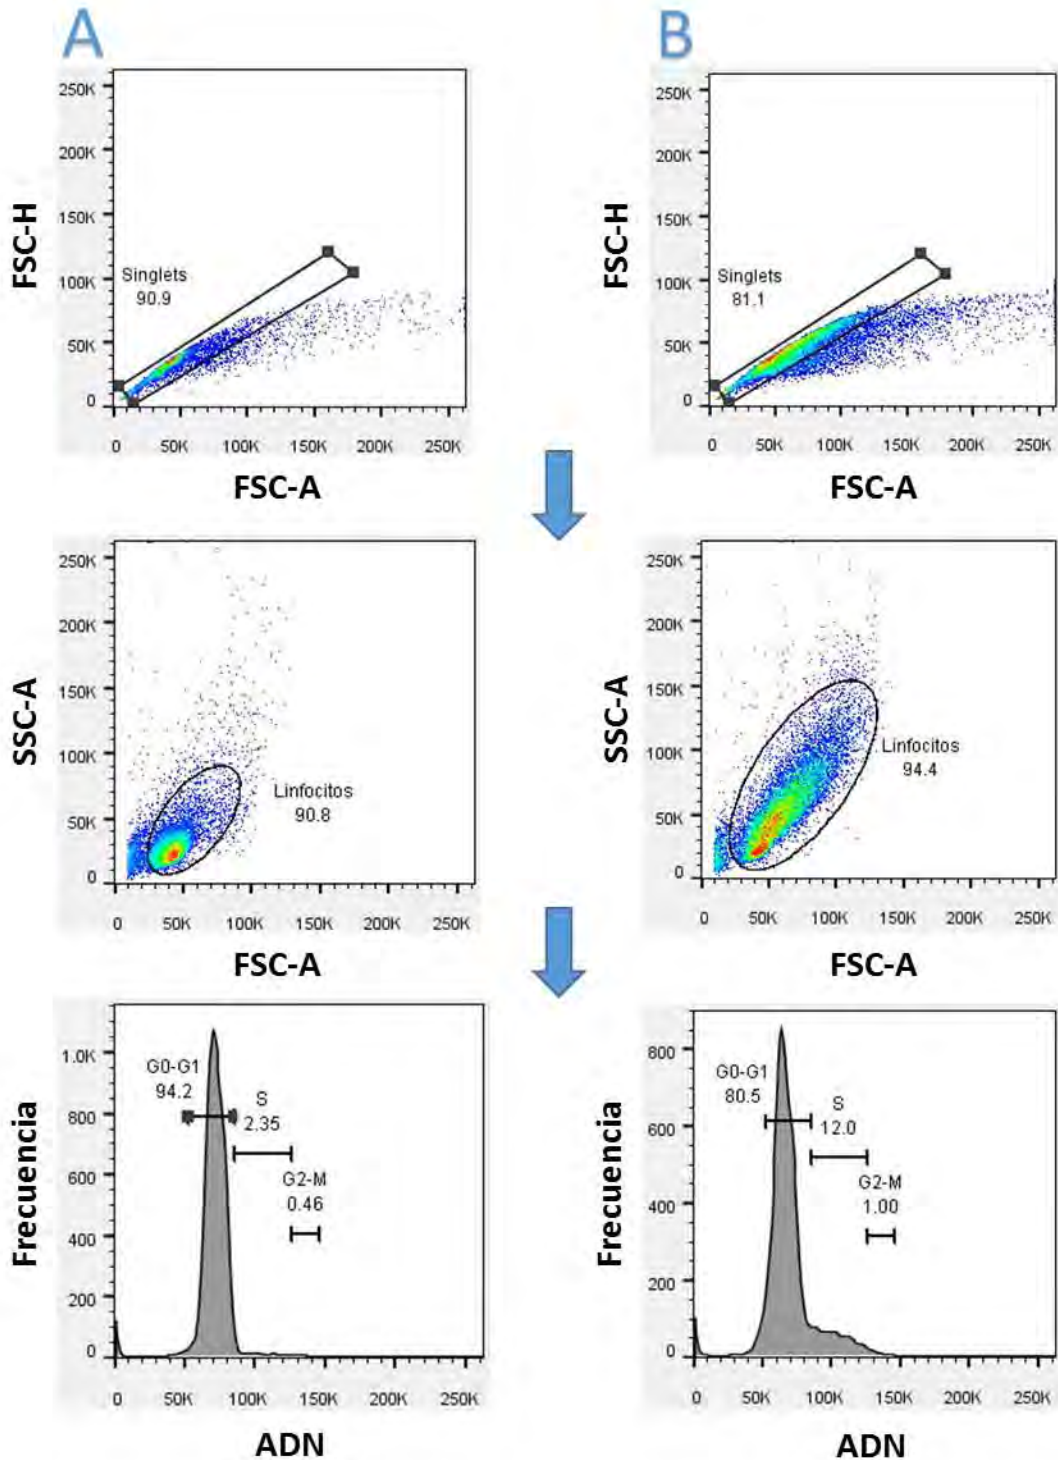 A
B
250K
200K
150K
100K
50K
0
FSC-H
Singlets
90.9
0 50K 100K 150K 200K 250K
FSC-A
250K
200K
150K
100K
50K
0
FSC-H
Singlets
81.1
0 50K 100K 150K 200K 250K
FSC-A
250K
200K
150K
100K
50K
0
SSC-A
Linfocitos
90.8
0 50K 100K 150K 200K 250K
FSC-A
250K
200K
150K
100K
50K
0
SSC-A
Linfocitos
94.4
0 50K 100K 150K 200K 250K
FSC-A
1.0K
800
600
400
200
0
Frecuencia
G0-G1
94.2
S
2.35
G2-M
0.46
0 50K 100K 150K 200K 250K
ADN
800
600
400
200
0
Frecuencia
G0-G1
80.5
S
12.0
G2-M
1.00
0 50K 100K 150K 200K 250K
ADN